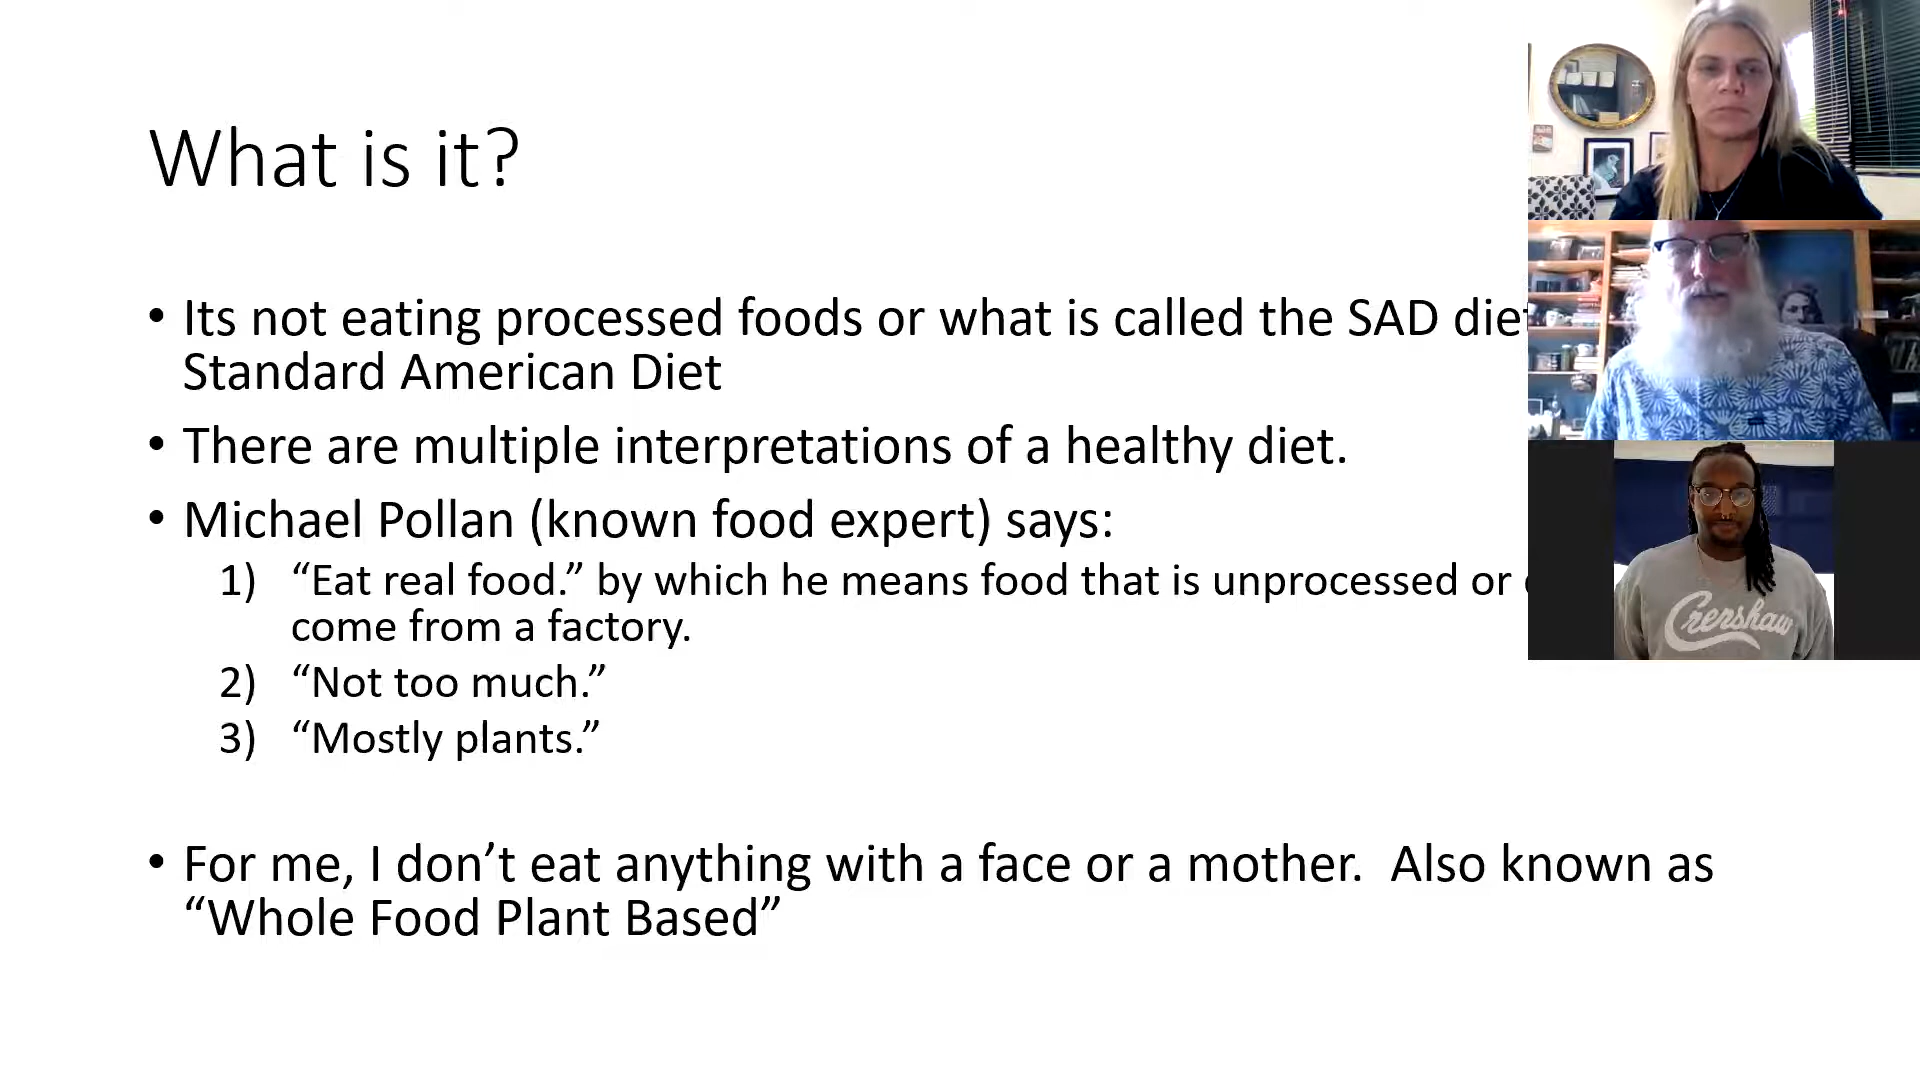 What is it?
• Its not eating processed foods or what is called the SAD diet
Standard American Diet
• There are multiple interpretations of a healthy diet.
• Michael Pollan (known food expert) says:
1) “Eat real food.” by which he means food that is unprocessed or
come from a factory.
2) “Not too much.”
3) “Mostly plants.”
• For me, I don’t eat anything with a face or a mother.  Also known as
“Whole Food Plant Based”
Crenshaw